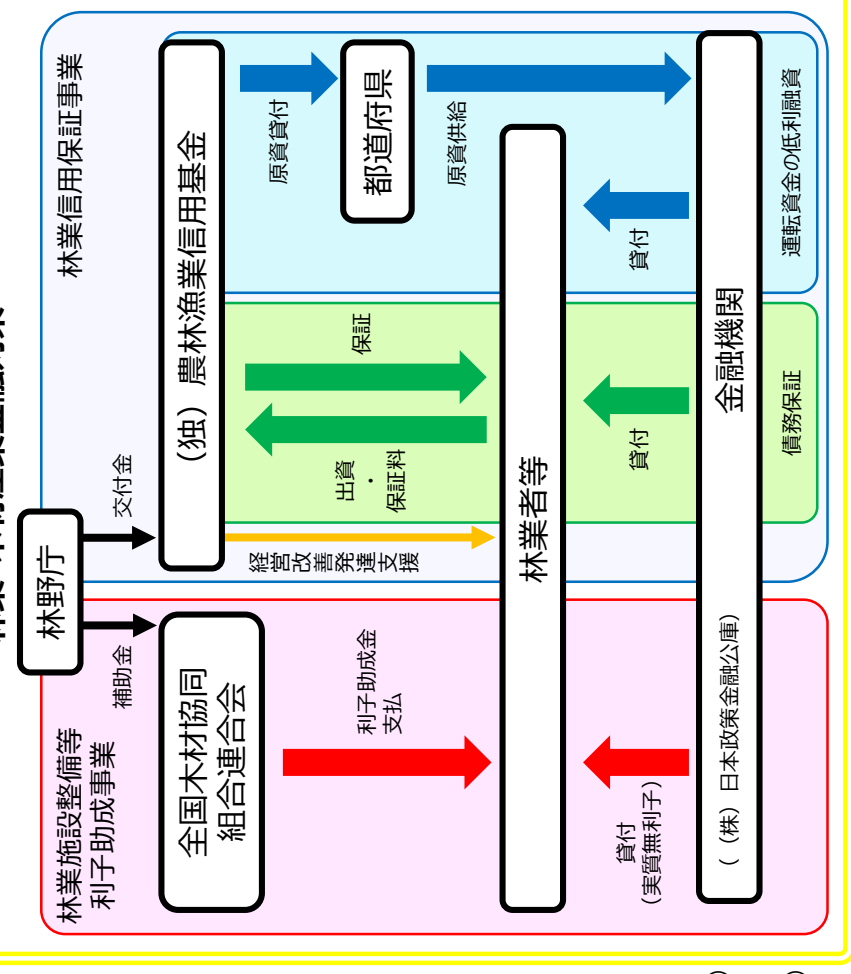 林野庁
補助金
交付金
林業施設整備等
利子助成事業
全国木材協同
組合連合会
利子助成金
支払
貸付
(実質無利子)
林業信用保証事業
(独)農林漁業信用基金
経営改善発達支援
出資
・
保証料
保証
貸付
債務保証
原資貸付
都道府県
原資供給
貸付
運転資金の低利融資
林業者等
金融機関
(（株）日本政策金融公庫)